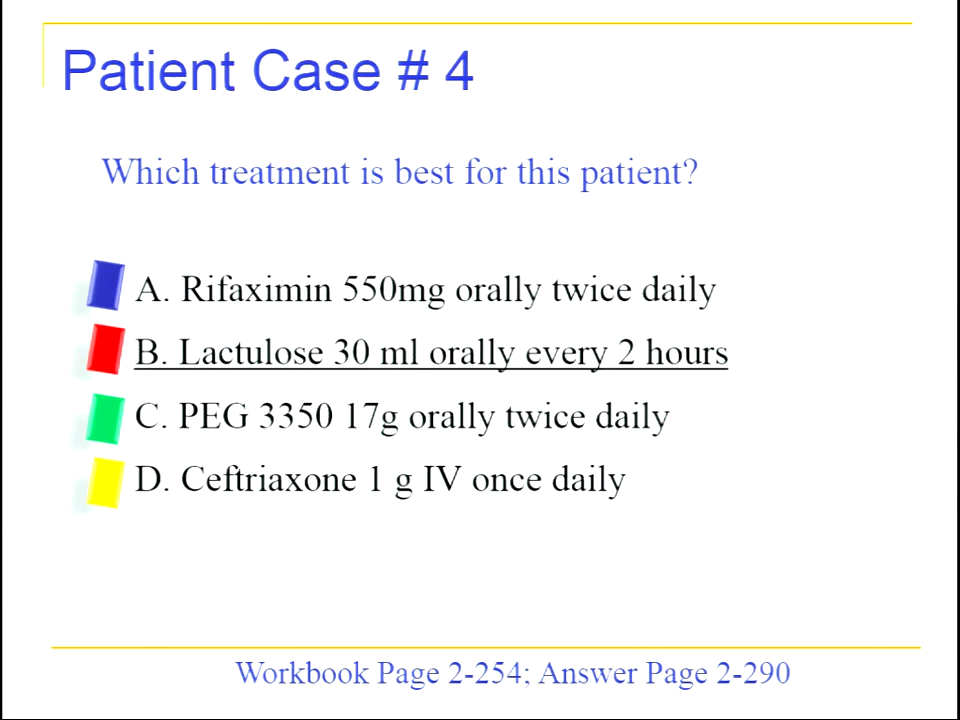 Patient Case # 4
Which treatment is best for this patient?
A. Rifaximin 550mg orally twice daily
B. Lactulose 30 ml orally every 2 hours
C. PEG 3350 17g orally twice daily
D. Ceftriaxone 1 g IV once daily
Workbook Page 2-254; Answer Page 2-290